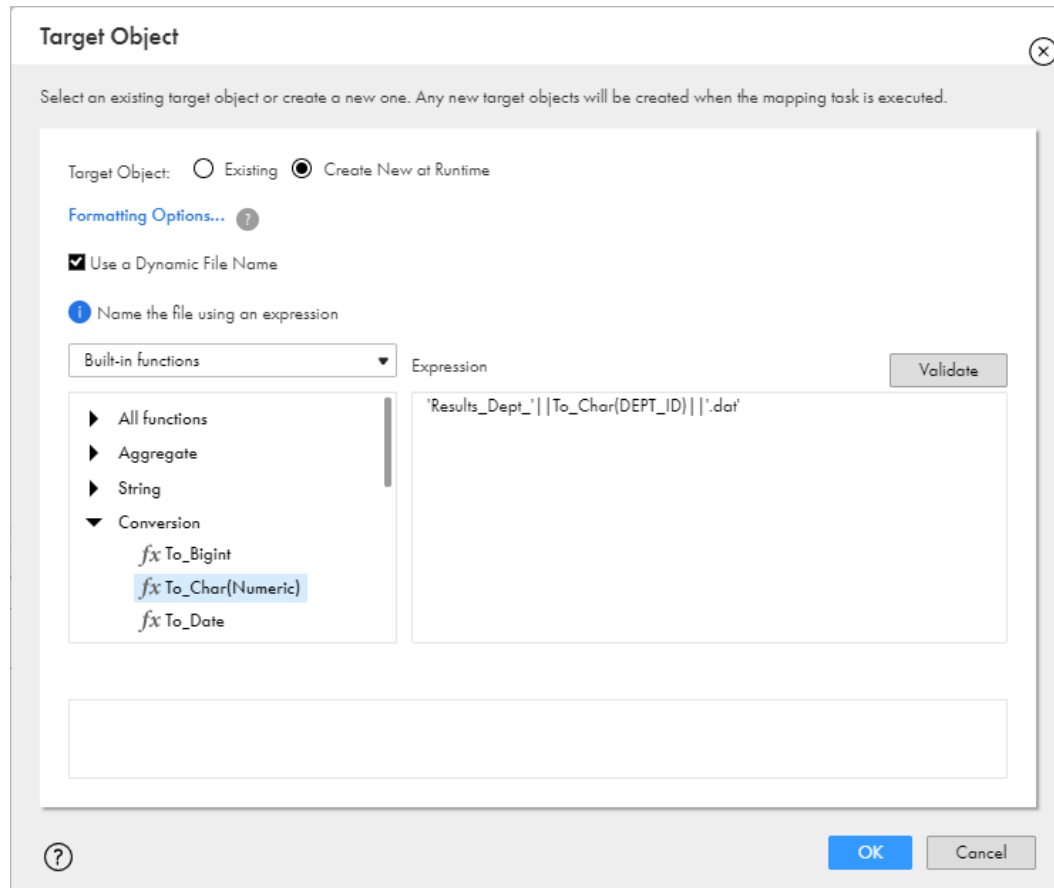 Target Object
Select an existing target object or create a new one. Any new target objects will be created when the mapping task is executed.
Target Object: Existing Create New at Runtime
Formatting Options... ?
Use a Dynamic File Name
i Name the file using an expression
Built-in functions
Expression
Validate
All functions
Aggregate
String
Conversion
fx To_Bigint
fx To_Char(Numeric)
fx To_Date
'Results_Dept_'||To_Char(DEPT_ID)||'.dat'
?
OK
Cancel